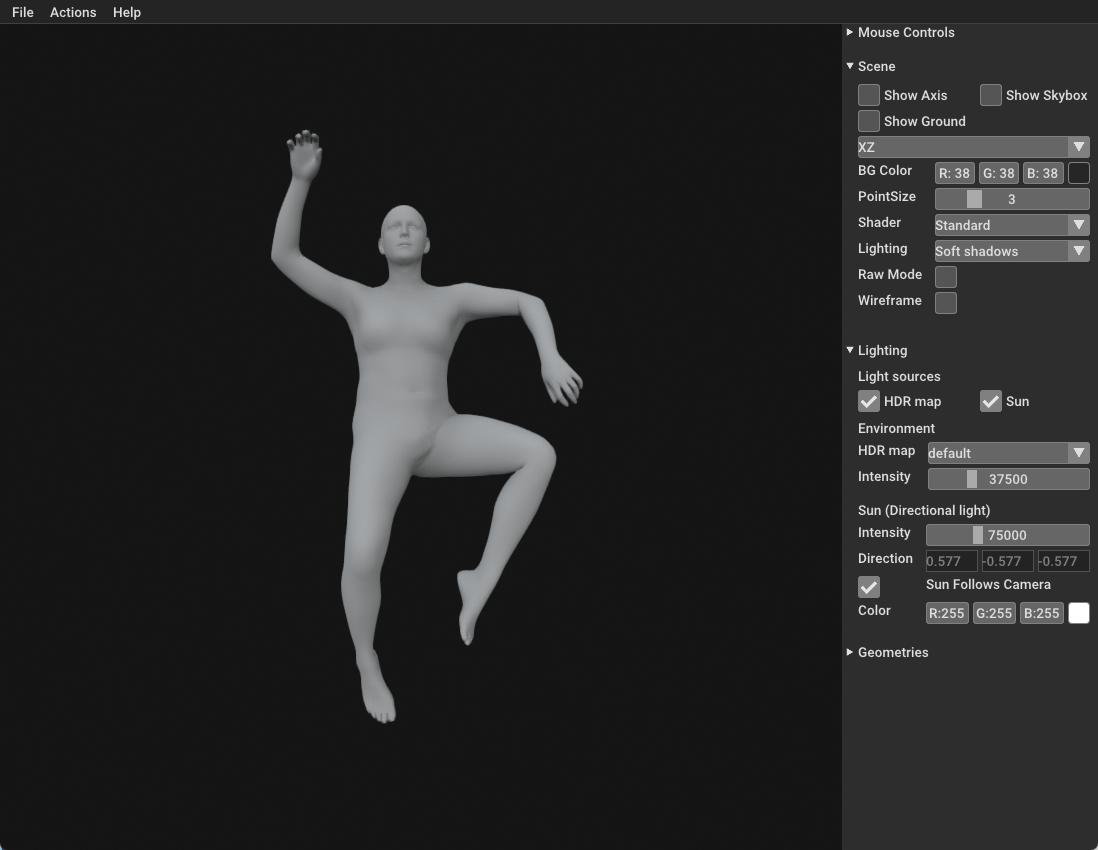 File Actions Help
Mouse Controls
Scene
Show Axis Show Skybox
Show Ground
XZ
BG Color R: 38 G: 38 B: 38
PointSize 3
Shader Standard
Lighting Soft shadows
Raw Mode
Wireframe
Lighting
Light sources
HDR map Sun
Environment
HDR map default
Intensity 37500
Sun (Directional light)
Intensity 75000
Direction 0.577 -0.577 -0.577
Sun Follows Camera
Color R:255 G:255 B:255
Geometries